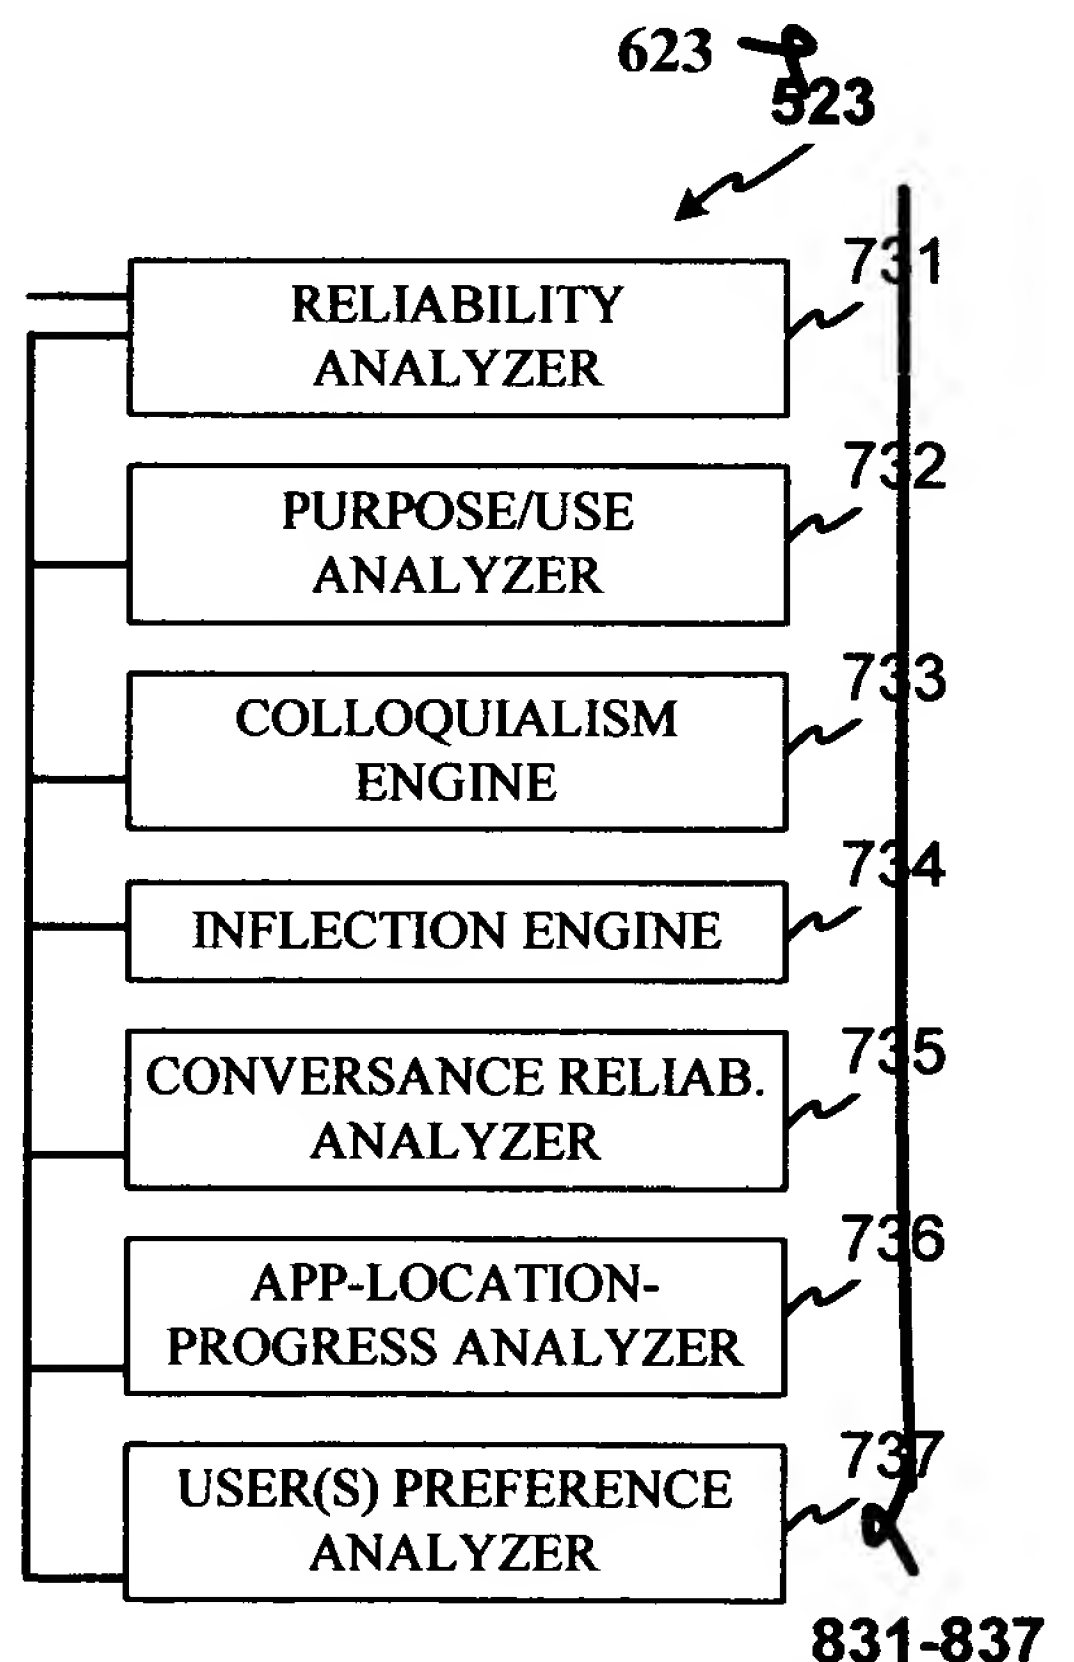 623
523
731
RELIABILITY
ANALYZER
732
PURPOSE/USE
ANALYZER
733
COLLOQUIALISM
ENGINE
734
INFLECTION ENGINE
735
CONVERSANCE RELIAB.
ANALYZER
736
APP-LOCATION-
PROGRESS ANALYZER
737
USER(S) PREFERENCE
ANALYZER
831-837